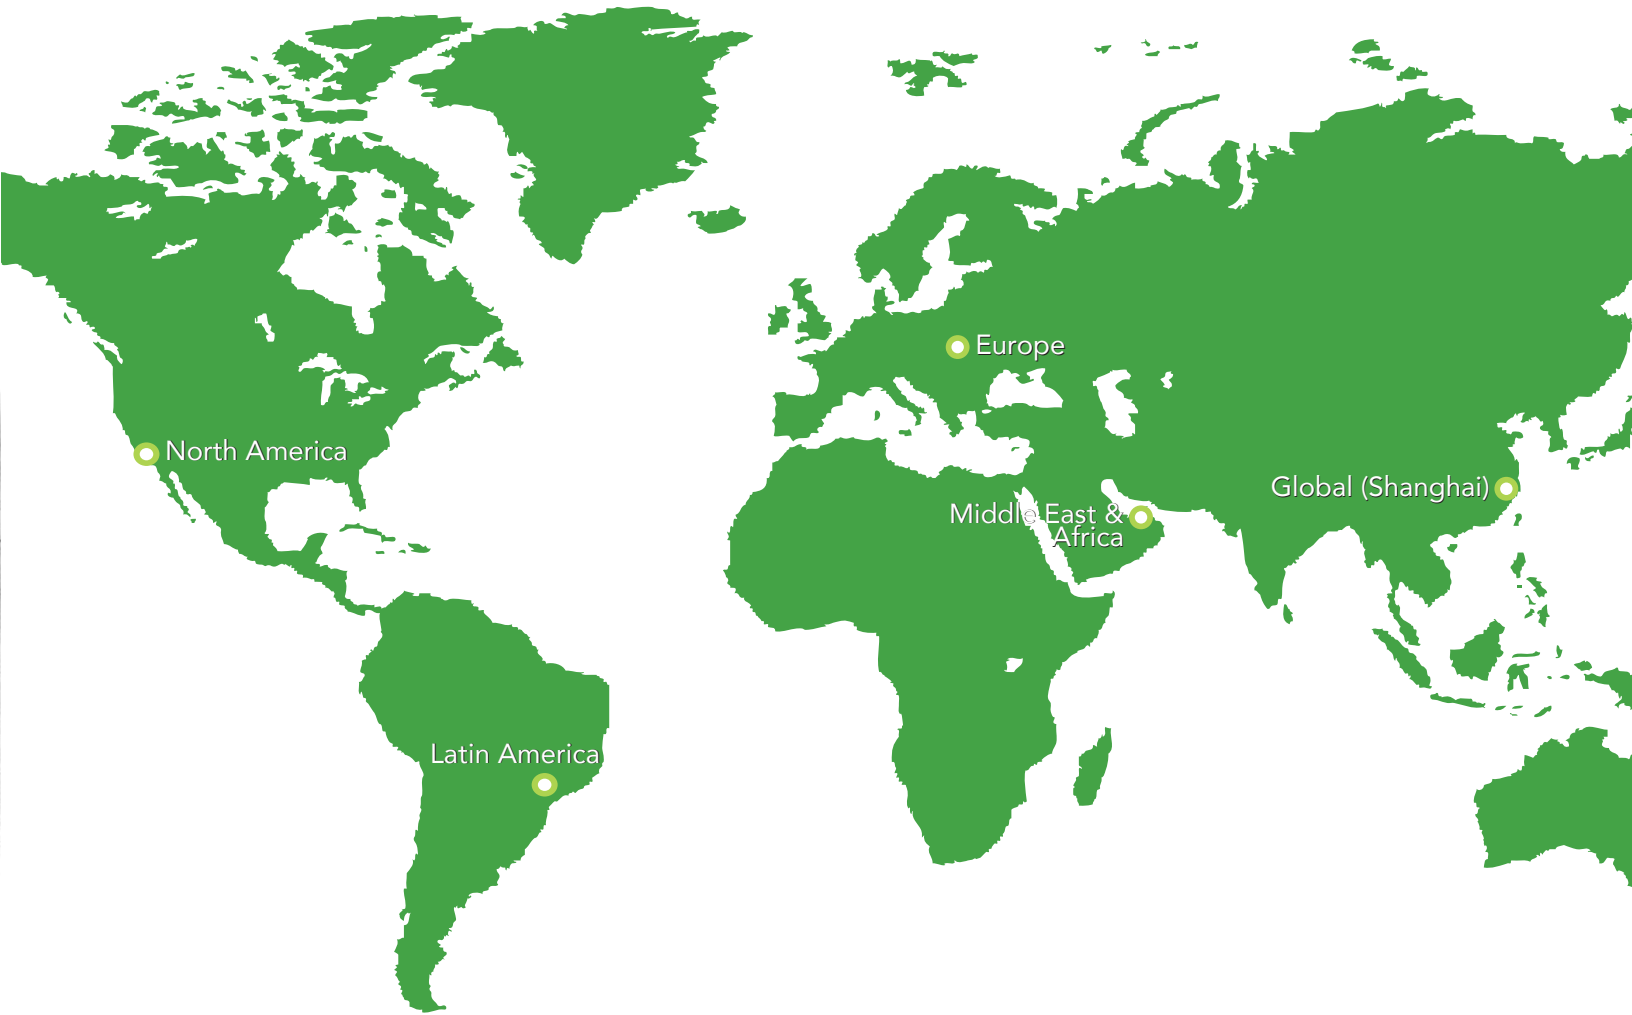 Europe
North America
Global (Shanghai)
Middle East &
Africa
Latin America